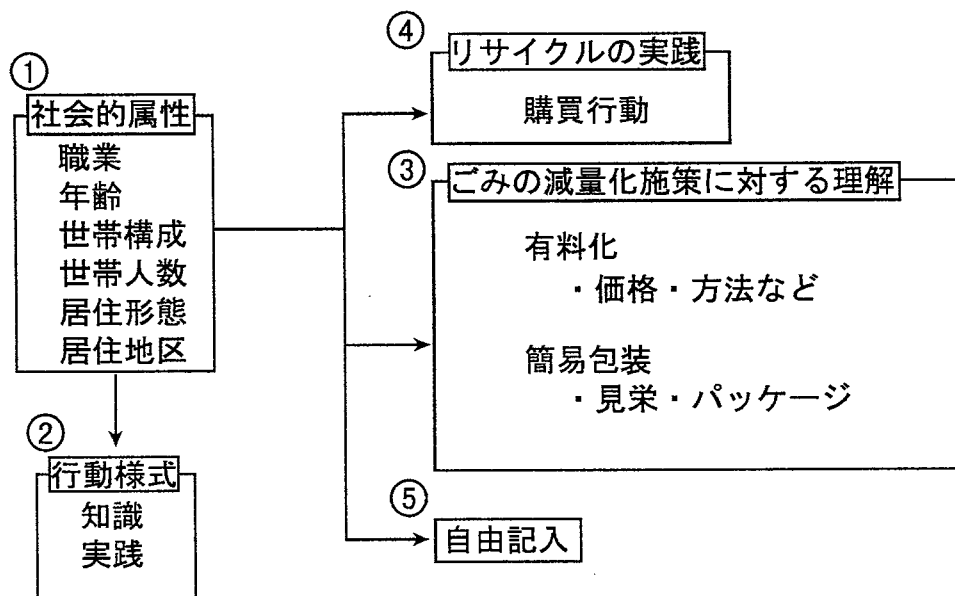 ①
社会的属性
職業
年齢
世帯構成
世帯人数
居住形態
居住地区
②
行動様式
知識
実践
④
リサイクルの実践
購買行動
③
ごみの減量化施策に対する理解
有料化
・価格・方法など
簡易包装
・見栄・パッケージ
⑤
自由記入